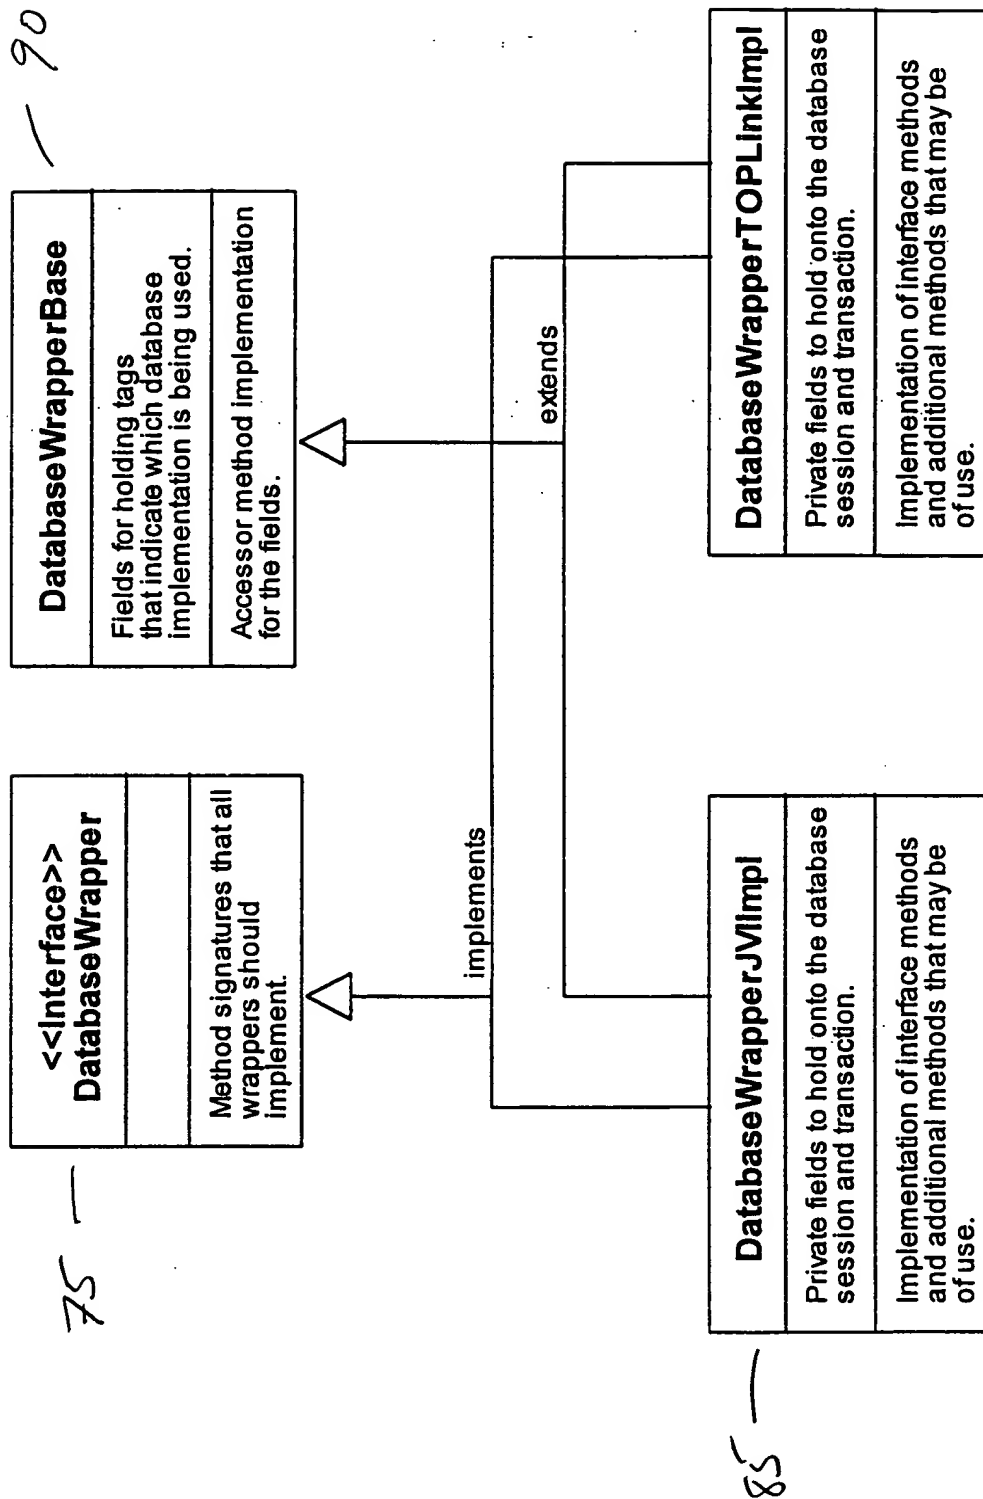 75
<<Interface>>
DatabaseWrapper
Method signatures that all
wrappers should
implement.
90
DatabaseWrapperBase
Fields for holding tags
that indicate which database
implementation is being used.
Accessor method implementation
for the fields.
implements
extends
85
DatabaseWrapperJVIImpl
Private fields to hold onto the database
session and transaction.
Implementation of interface methods
and additional methods that may be
of use.
DatabaseWrapperTOPLinkImpl
Private fields to hold onto the database
session and transaction.
Implementation of interface methods
and additional methods that may be
of use.